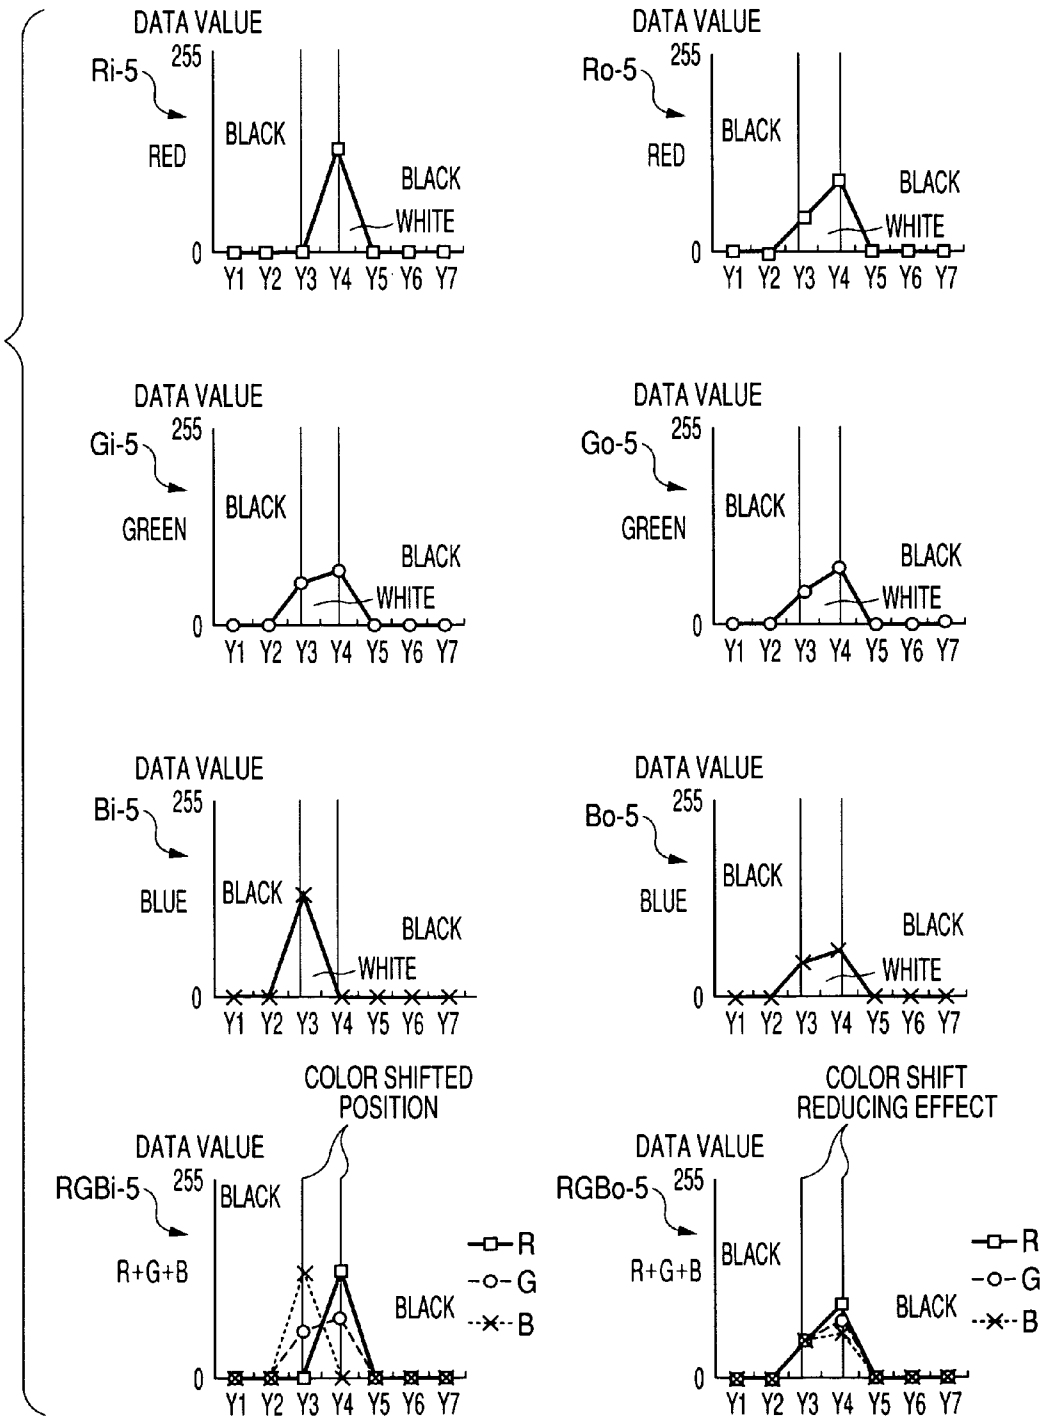 DATA VALUE
255
Ri-5
RED
BLACK
BLACK
WHITE
0
Y1 Y2 Y3 Y4 Y5 Y6 Y7
DATA VALUE
255
Ro-5
RED
BLACK
BLACK
WHITE
0
Y1 Y2 Y3 Y4 Y5 Y6 Y7
DATA VALUE
255
Gi-5
GREEN
BLACK
BLACK
WHITE
0
Y1 Y2 Y3 Y4 Y5 Y6 Y7
DATA VALUE
255
Go-5
GREEN
BLACK
BLACK
WHITE
0
Y1 Y2 Y3 Y4 Y5 Y6 Y7
DATA VALUE
255
Bi-5
BLUE
BLACK
BLACK
WHITE
0
Y1 Y2 Y3 Y4 Y5 Y6 Y7
DATA VALUE
255
Bo-5
BLUE
BLACK
BLACK
WHITE
0
Y1 Y2 Y3 Y4 Y5 Y6 Y7
COLOR SHIFTED
POSITION
DATA VALUE
255
RGBi-5
BLACK
R+G+B
R
G
B
BLACK
0
Y1 Y2 Y3 Y4 Y5 Y6 Y7
COLOR SHIFT
REDUCING EFFECT
DATA VALUE
255
RGBo-5
BLACK
R+G+B
R
G
B
BLACK
0
Y1 Y2 Y3 Y4 Y5 Y6 Y7